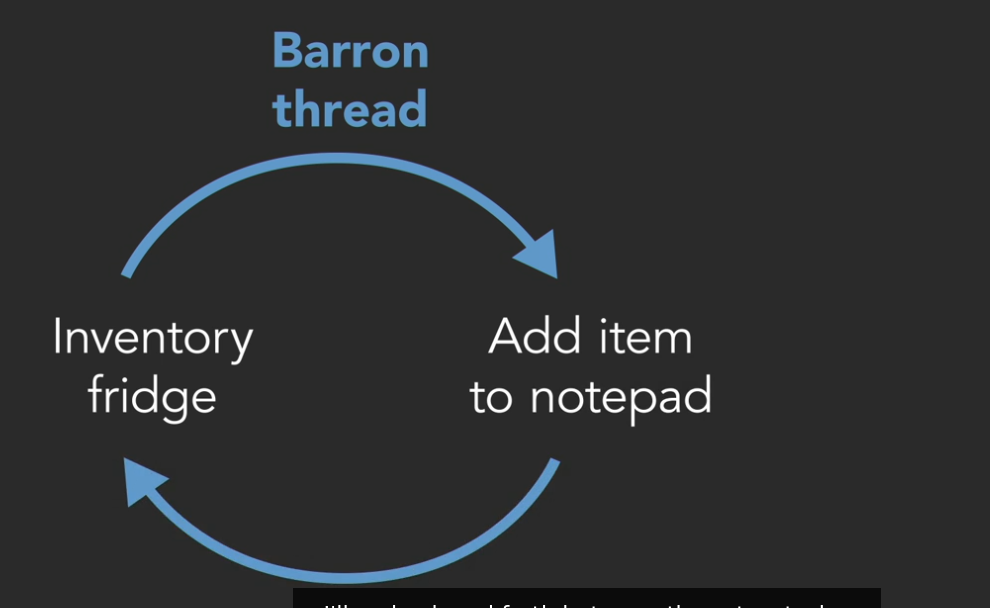 Barron
thread
Inventory
fridge
Add item
to notepad